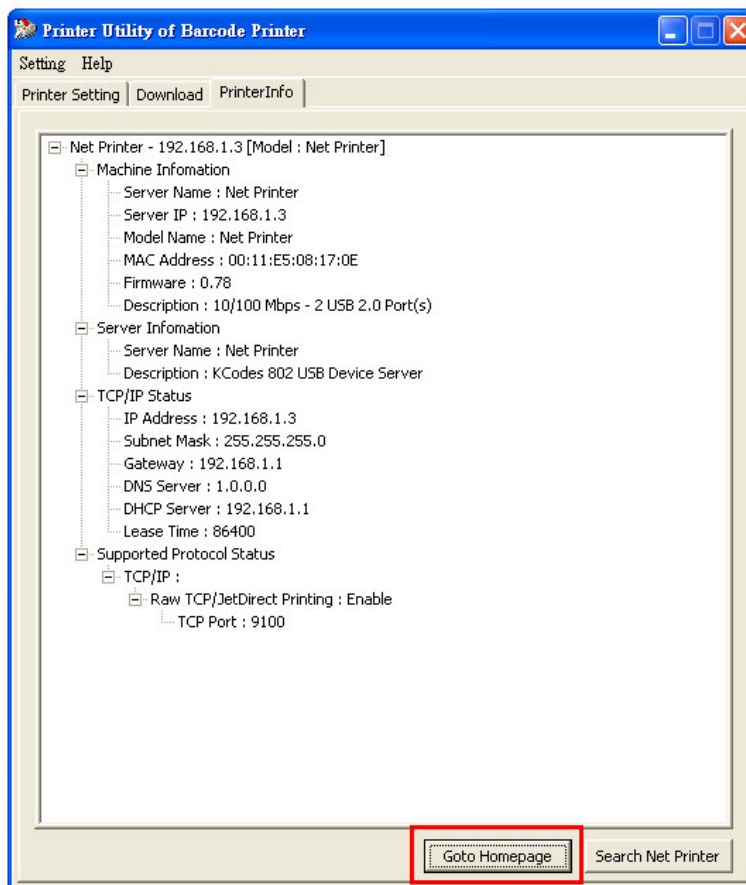 Printer Utility of Barcode Printer
Setting Help
Printer Setting Download PrinterInfo
Net Printer - 192.168.1.3 [Model : Net Printer]
Machine Infomation
Server Name : Net Printer
Server IP : 192.168.1.3
Model Name : Net Printer
MAC Address : 00:11:E5:08:17:0E
Firmware : 0.78
Description : 10/100 Mbps - 2 USB 2.0 Port(s)
Server Infomation
Server Name : Net Printer
Description : KCodes 802 USB Device Server
TCP/IP Status
IP Address : 192.168.1.3
Subnet Mask : 255.255.255.0
Gateway : 192.168.1.1
DNS Server : 1.0.0.0
DHCP Server : 192.168.1.1
Lease Time : 86400
Supported Protocol Status
TCP/IP :
Raw TCP/JetDirect Printing : Enable
TCP Port : 9100
Goto Homepage Search Net Printer